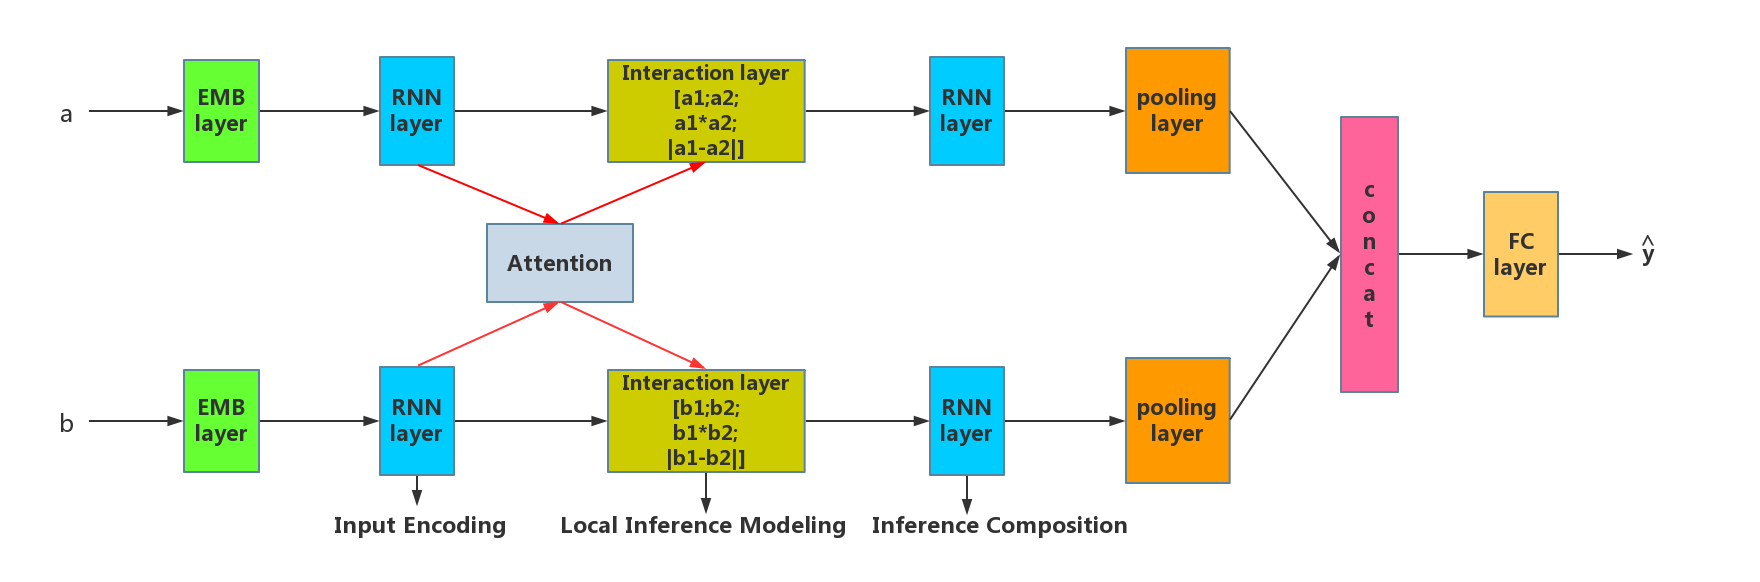 a
EMB
layer
RNN
layer
Interaction layer
[a1;a2;
a1*a2;
|a1-a2|]
RNN
layer
pooling
layer
Attention
c
o
n
c
a
t
FC
layer
ŷ
b
EMB
layer
RNN
layer
Interaction layer
[b1;b2;
b1*b2;
|b1-b2|]
RNN
layer
pooling
layer
Input Encoding
Local Inference Modeling
Inference Composition